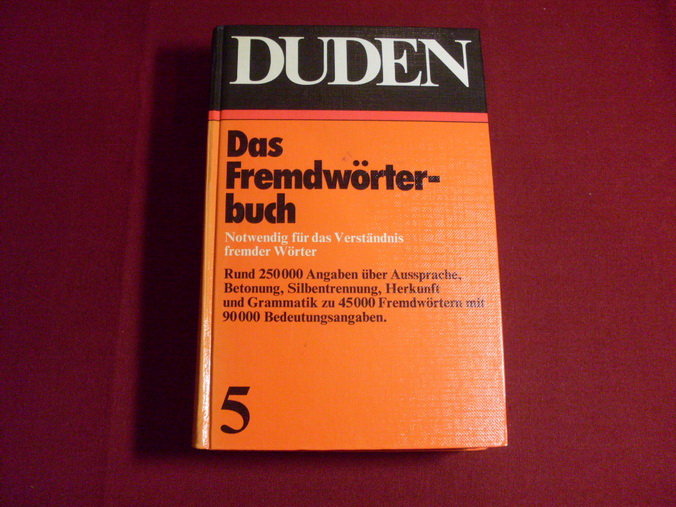 DUDEN
Das
Fremdwörter-
buch
Notwendig für das Verständnis
fremder Wörter
Rund 250000 Angaben über Aussprache,
Betonung, Silbentrennung, Herkunft
und Grammatik zu 45000 Fremdwörtern mit
90000 Bedeutungsangaben.
5